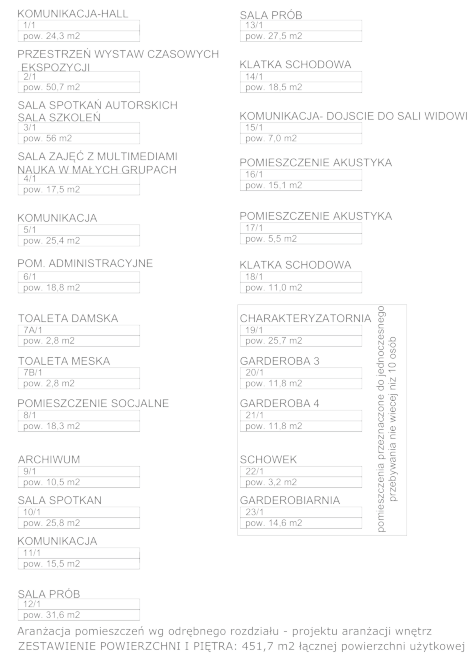 KOMUNIKACJA-HALL
1/1
pow. 24,3 m2
PRZESTRZEŃ WYSTAW CZASOWYCH
EKSPOZYCJI
2/1
pow. 50,7 m2
SALA SPOTKAŃ AUTORSKICH
SALA SZKOLEŃ
3/1
pow. 56 m2
SALA ZAJĘĆ Z MULTIMEDIAMI
NAUKA W MAŁYCH GRUPACH
4/1
pow. 17,5 m2
KOMUNIKACJA
5/1
pow. 25,4 m2
POM. ADMINISTRACYJNE
6/1
pow. 18,8 m2
TOALETA DAMSKA
7A/1
pow. 2,8 m2
TOALETA MESKA
7B/1
pow. 2,8 m2
POMIESZCZENIE SOCJALNE
8/1
pow. 18,3 m2
ARCHIWUM
9/1
pow. 10,5 m2
SALA SPOTKAN
10/1
pow. 25,8 m2
KOMUNIKACJA
11/1
pow. 15,5 m2
SALA PRÓB
12/1
pow. 31,6 m2
SALA PRÓB
13/1
pow. 27,5 m2
KLATKA SCHODOWA
14/1
pow. 18,5 m2
KOMUNIKACJA- DOJSCIE DO SALI WIDOWI
15/1
pow. 7,0 m2
POMIESZCZENIE AKUSTYKA
16/1
pow. 15,1 m2
POMIESZCZENIE AKUSTYKA
17/1
pow. 5,5 m2
KLATKA SCHODOWA
18/1
pow. 11,0 m2
CHARAKTERYZATORNIA
19/1
pow. 25,7 m2
GARDEROBA 3
20/1
pow. 11,8 m2
GARDEROBA 4
21/1
pow. 11,8 m2
SCHOWEK
22/1
pow. 3,2 m2
GARDEROBIARNIA
23/1
pow. 14,6 m2
pomieszczenia przeznaczone do jednoczesnego
przebywania nie wiecej niż 10 osób
Aranżacja pomieszczeń wg odrębnego rozdziału - projektu aranżacji wnętrz
ZESTAWIENIE POWIERZCHNI I PIĘTRA: 451,7 m2 łącznej powierzchni użytkowej